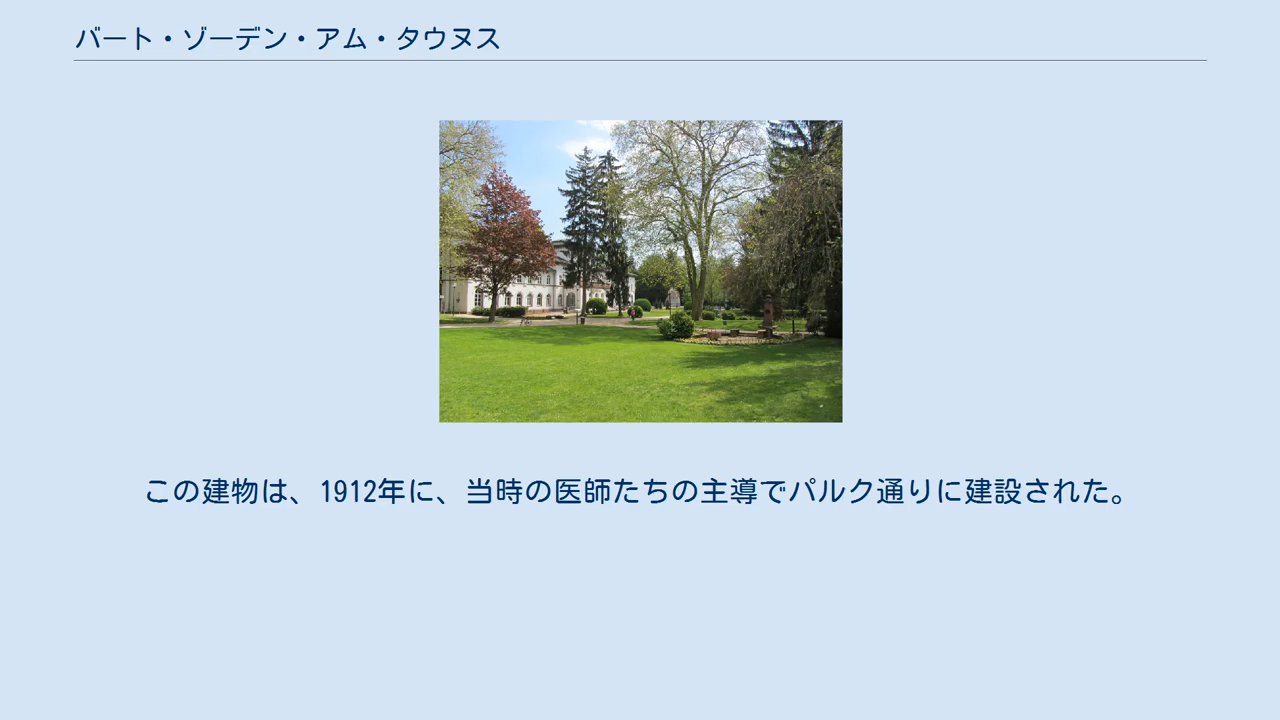 バート・ゾーデン・アム・タウヌス
この建物は、1912年に、当時の医師たちの主導でパルク通りに建設された。